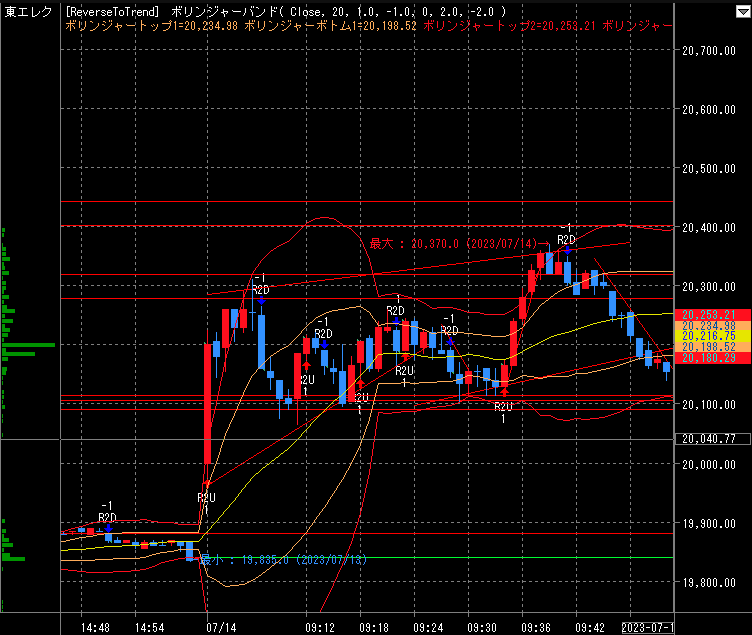 東エレク [ReverseToTrend] ボリンジャーバンド( Close, 20, 1.0, -1.0, 0, 2.0, -2.0 )
ボリンジャートップ1=20,234.98 ボリンジャーボトム1=20,198.52 ボリンジャートップ2=20,253.21 ボリンジャー
20,700.00
20,600.00
20,500.00
20,400.00
-1
R2D
最大 : 20,370.0 (2023/07/14)→
-1
R2D
20,300.00
1
R2D
-1
R2D
-1
R2D
20,253.21
20,234.98
20,216.75
20,198.52
20,180.29
R2U
1
R2U
1
R2U
1
R2U
1
20,100.00
20,040.77
20,000.00
R2U
1
-1
R2D
19,900.00
最小 : 19,835.0 (2023/07/13)
19,800.00
14:48 14:54 07/14 09:12 09:18 09:24 09:30 09:36 09:42 2023-07-1